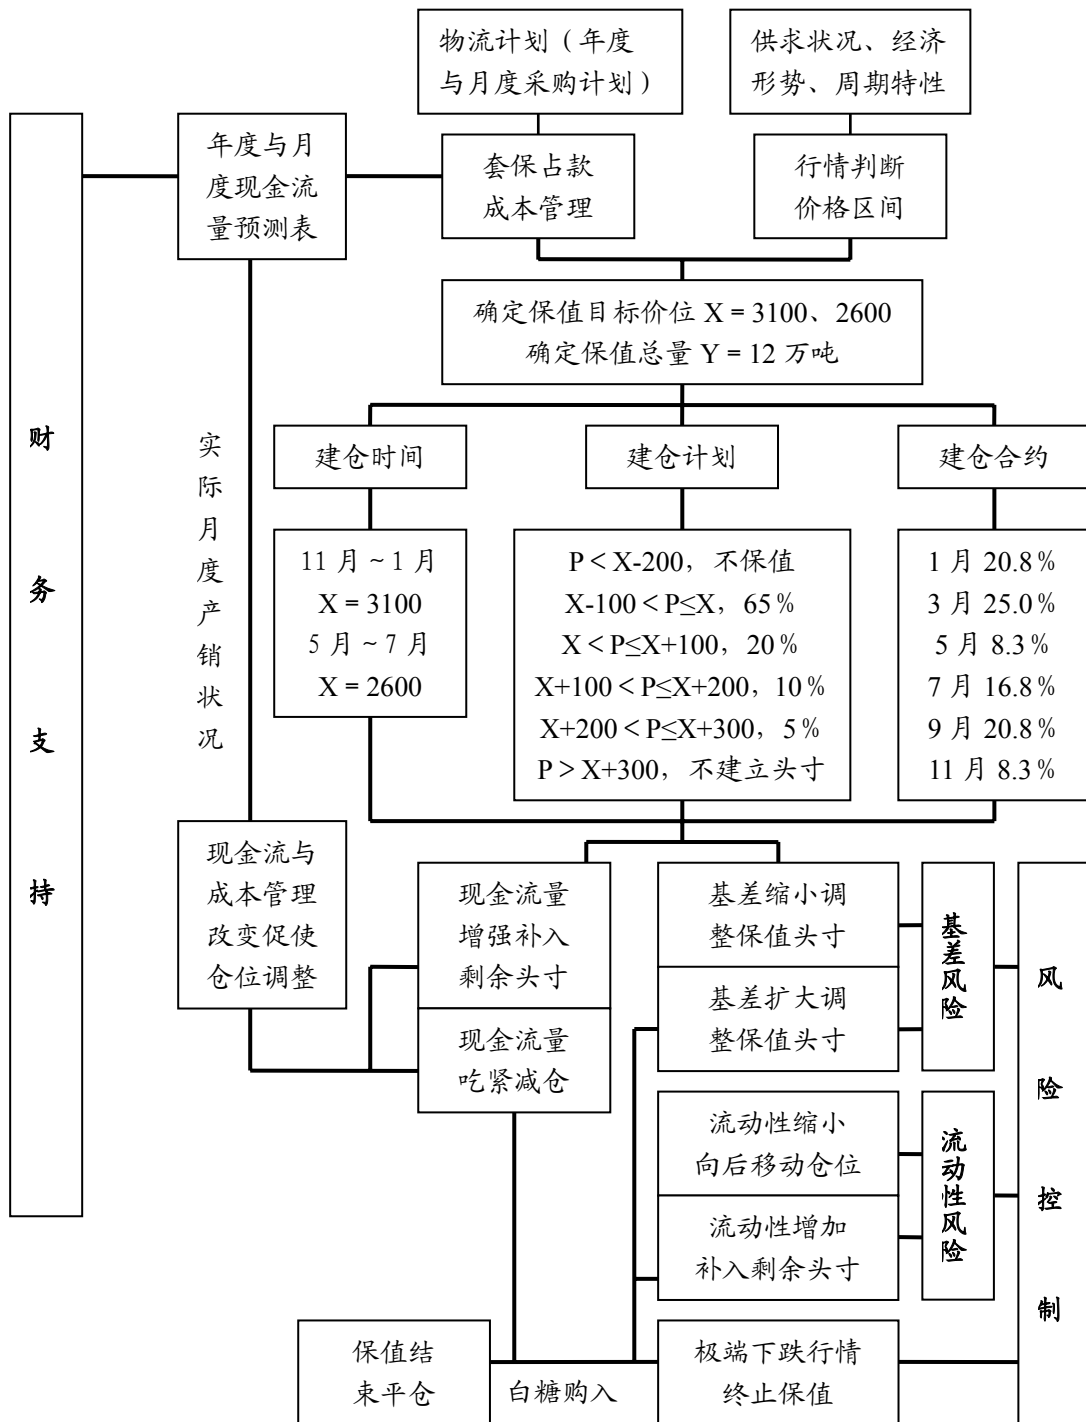 物流计划（年度
与月度采购计划）
供求状况、经济
形势、周期特性
年度与月
度现金流
量预测表
套保占款
成本管理
行情判断
价格区间
确定保值目标价位 X = 3100、2600
确定保值总量 Y = 12 万吨
财务支持
实际月度产销状况
建仓时间
建仓计划
建仓合约
11 月 ~ 1 月
X = 3100
5 月 ~ 7 月
X = 2600
P < X-200，不保值
X-100 < P≤X，65%
X < P≤X+100，20%
X+100 < P≤X+200，10%
X+200 < P≤X+300，5%
P > X+300，不建立头寸
1 月 20.8%
3 月 25.0%
5 月 8.3%
7 月 16.8%
9 月 20.8%
11 月 8.3%
现金流与
成本管理
改变促使
仓位调整
现金流量
增强补入
剩余头寸
现金流量
吃紧减仓
基差缩小调
整保值头寸
基差扩大调
整保值头寸
基差风险
流动性缩小
向后移动仓位
流动性增加
补入剩余头寸
流动性风险
风险控制
保值结
束平仓
白糖购入
极端下跌行情
终止保值